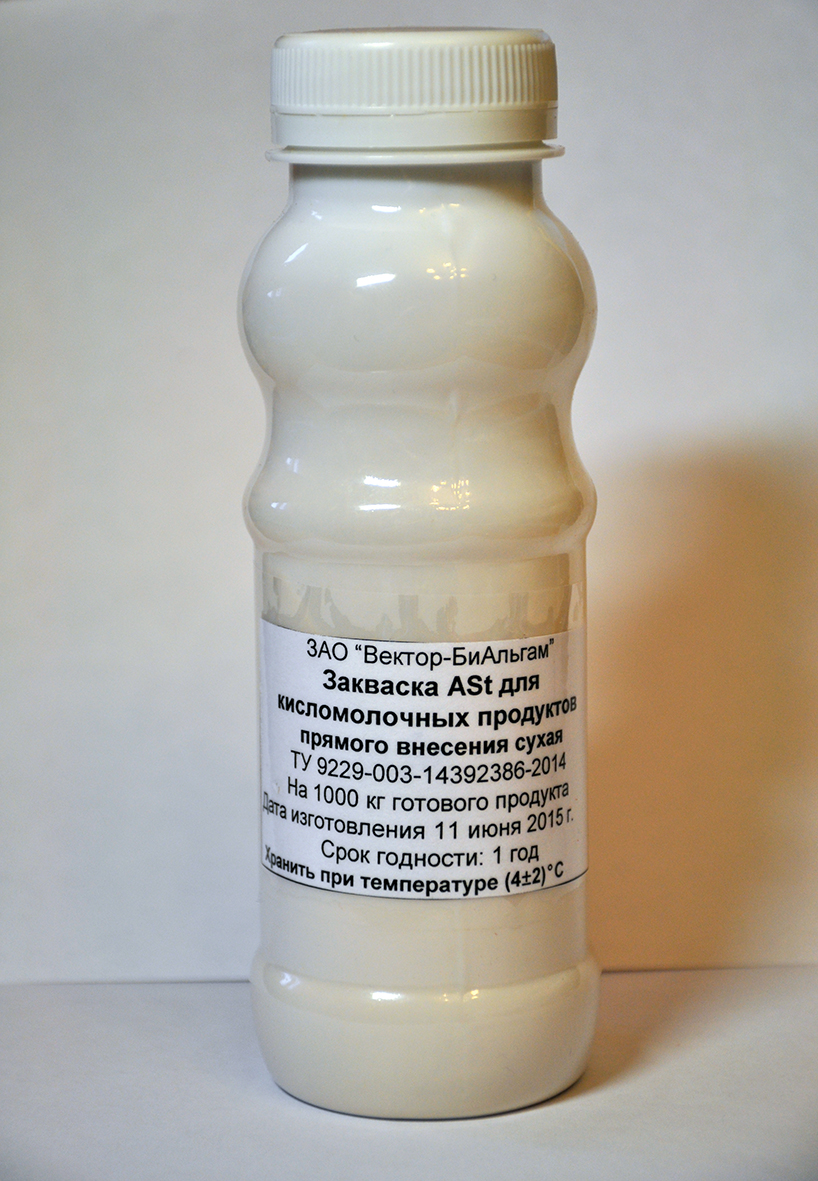 ЗАО “Вектор-БиАльгам”
Закваска ASt для
кисломолочных продуктов
прямого внесения сухая
ТУ 9229-003-14392386-2014
На 1000 кг готового продукта
Дата изготовления 11 июня 2015 г.
Срок годности: 1 год
Хранить при температуре (4±2)°С